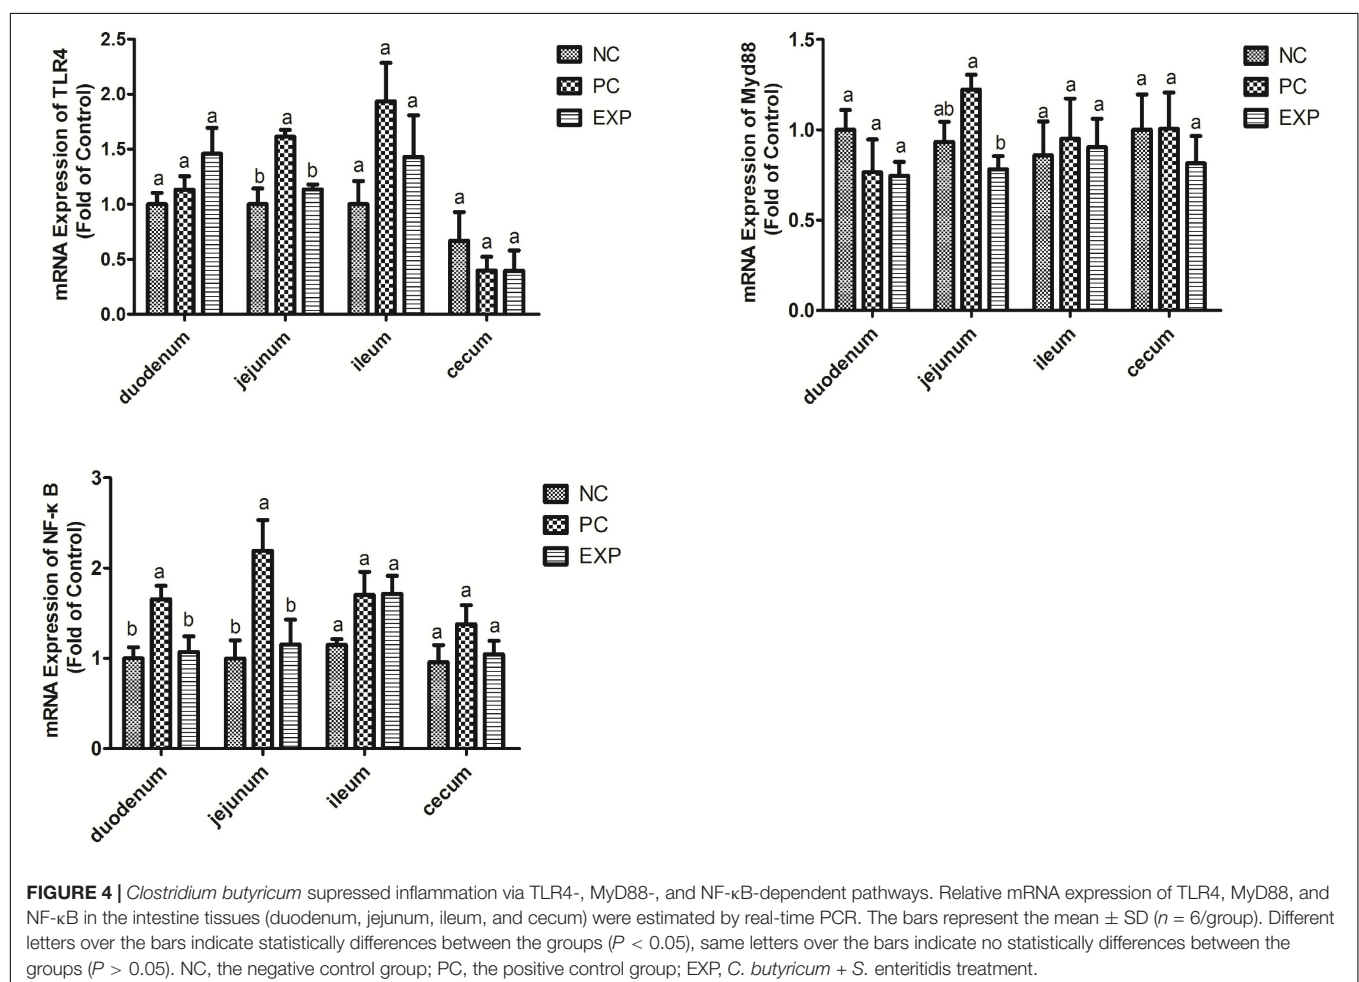 mRNA Expression of TLR4
(Fold of Control)
2.5
2.0
1.5
1.0
0.5
0.0
a
a
a
b
a
b
a
a
a
a
a
a
duodenum
jejunum
ileum
cecum
NC
PC
EXP
mRNA Expression of Myd88
(Fold of Control)
1.5
1.0
0.5
0.0
a
a
a
ab
a
b
a
a
a
a
a
a
duodenum
jejunum
ileum
cecum
NC
PC
EXP
mRNA Expression of NF-κ B
(Fold of Control)
3
2
1
0
b
a
b
b
a
b
a
a
a
a
a
a
duodenum
jejunum
ileum
cecum
NC
PC
EXP
FIGURE 4 | Clostridium butyricum supressed inflammation via TLR4-, MyD88-, and NF-κB-dependent pathways. Relative mRNA expression of TLR4, MyD88, and
NF-κB in the intestine tissues (duodenum, jejunum, ileum, and cecum) were estimated by real-time PCR. The bars represent the mean ± SD (n = 6/group). Different
letters over the bars indicate statistically differences between the groups (P < 0.05), same letters over the bars indicate no statistically differences between the
groups (P > 0.05). NC, the negative control group; PC, the positive control group; EXP, C. butyricum + S. enteritidis treatment.